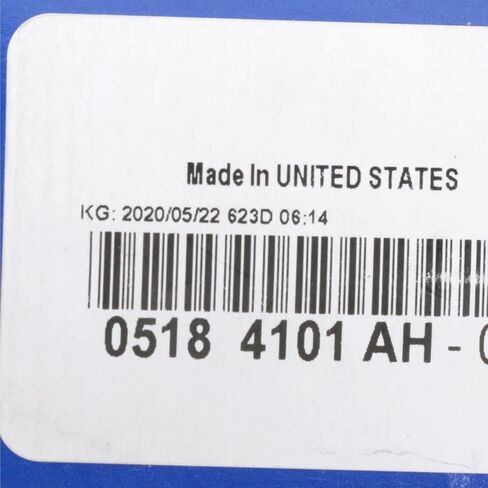 Made In UNITED STATES
KG: 2020/05/22 623D 06:14
0518 4101 AH -